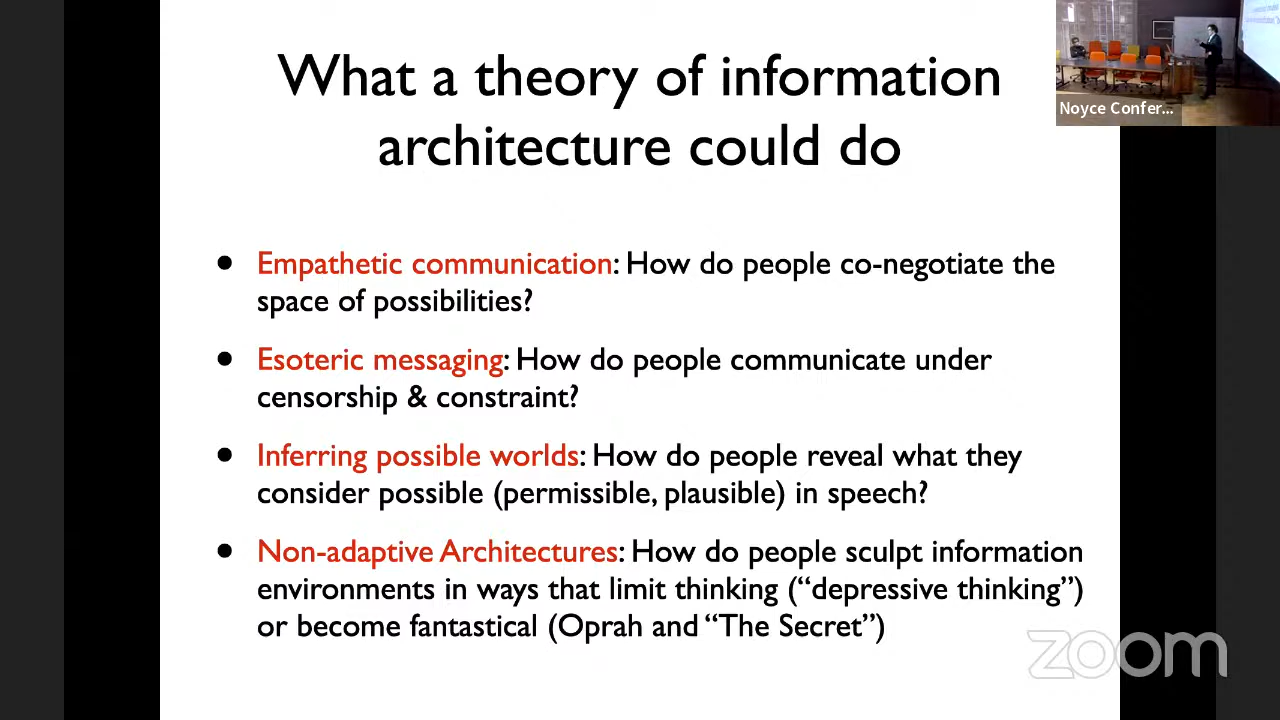 What a theory of information
architecture could do
Noyce Confer...
• Empathetic communication: How do people co-negotiate the
space of possibilities?
• Esoteric messaging: How do people communicate under
censorship & constraint?
• Inferring possible worlds: How do people reveal what they
consider possible (permissible, plausible) in speech?
• Non-adaptive Architectures: How do people sculpt information
environments in ways that limit thinking (“depressive thinking”)
or become fantastical (Oprah and “The Secret”)
zoom